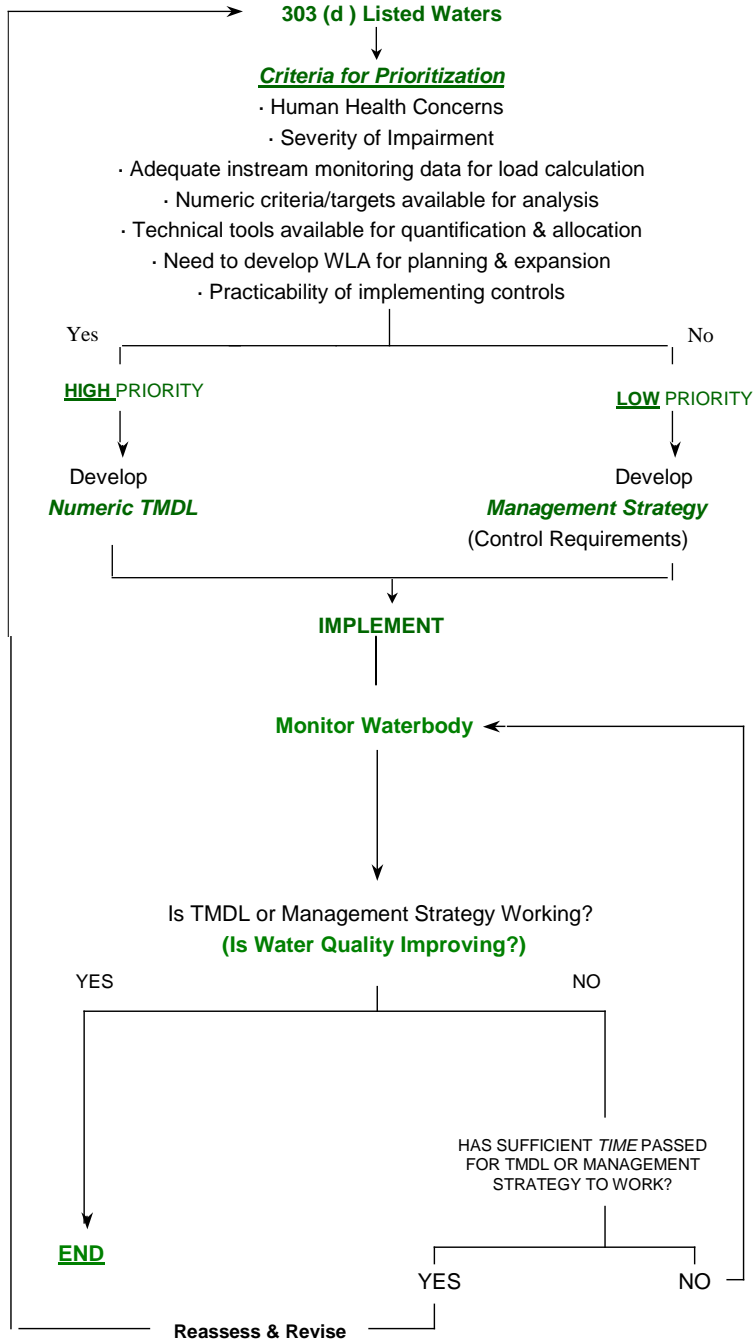 303 (d ) Listed Waters
Criteria for Prioritization
· Human Health Concerns
· Severity of Impairment
· Adequate instream monitoring data for load calculation
· Numeric criteria/targets available for analysis
· Technical tools available for quantification & allocation
· Need to develop WLA for planning & expansion
· Practicability of implementing controls
Yes
No
HIGH PRIORITY
LOW PRIORITY
Develop
Numeric TMDL
Develop
Management Strategy
(Control Requirements)
IMPLEMENT
Monitor Waterbody
Is TMDL or Management Strategy Working?
(Is Water Quality Improving?)
YES
NO
HAS SUFFICIENT TIME PASSED
FOR TMDL OR MANAGEMENT
STRATEGY TO WORK?
END
YES
NO
Reassess & Revise